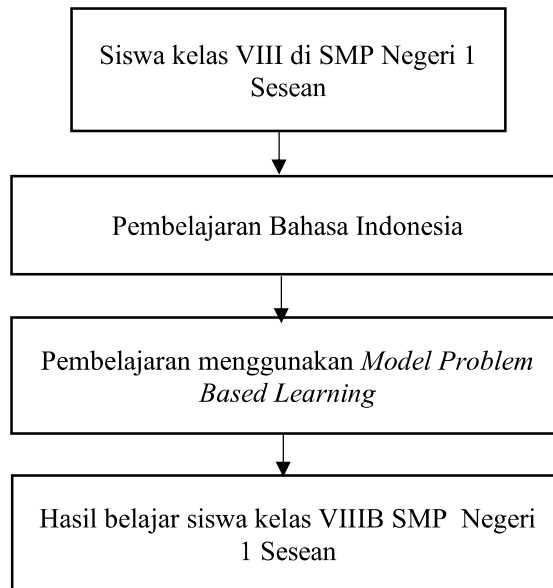 Siswa kelas VIII di SMP Negeri 1
Sesean
Pembelajaran Bahasa Indonesia
Pembelajaran menggunakan Model Problem
Based Learning
Hasil belajar siswa kelas VIIIB SMP Negeri
1 Sesean